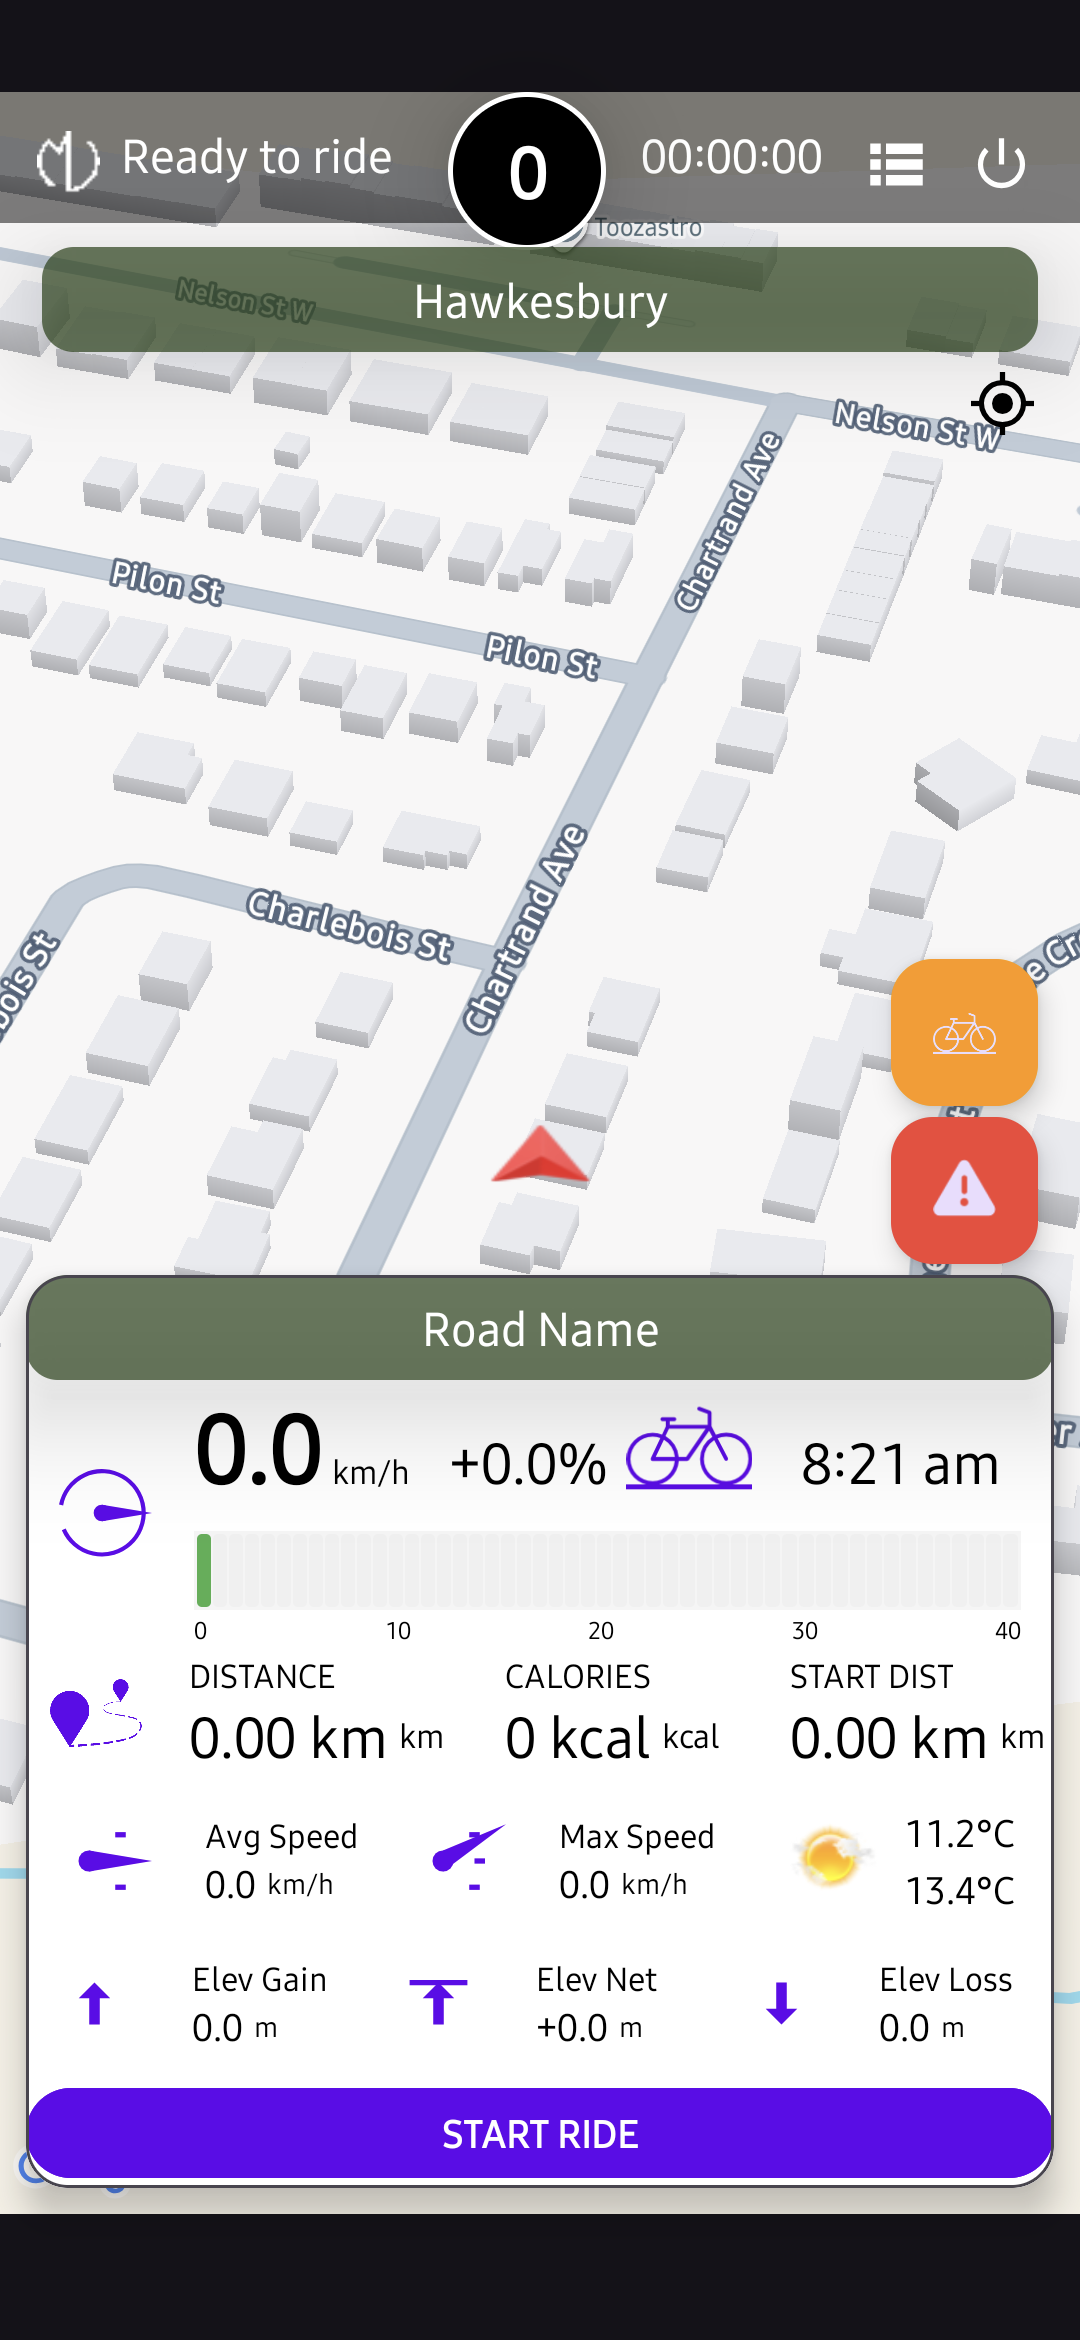 Ready to ride
0
00:00:00
Toozastro
Nelson St W
Hawkesbury
Nelson St W
Chartrand Ave
Pilon St
Pilon St
Chartrand Ave
Charlebois St
bois St
e Cr
Road Name
0.0 km/h +0.0% 8:21 am
0 10 20 30 40
DISTANCE CALORIES START DIST
0.00 km km 0 kcal kcal 0.00 km km
Avg Speed Max Speed 11.2°C
0.0 km/h 0.0 km/h 13.4°C
Elev Gain Elev Net Elev Loss
0.0 m +0.0 m 0.0 m
START RIDE